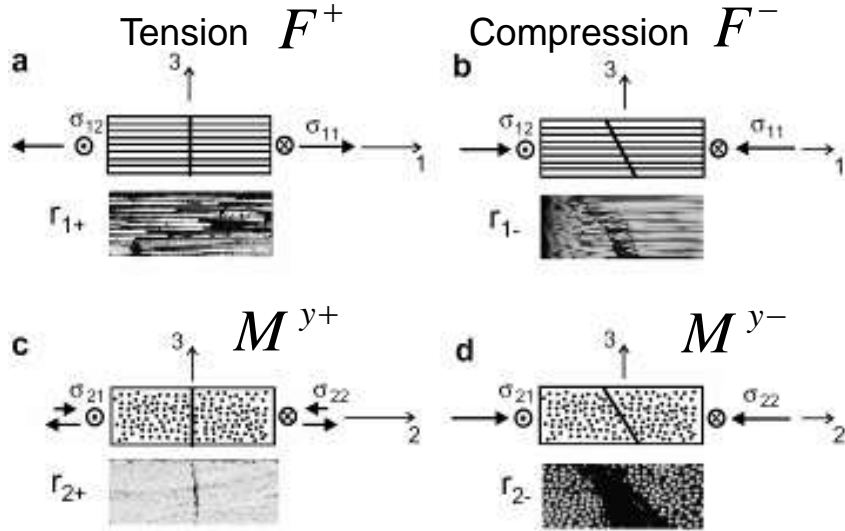 Tension F⁺ Compression F⁻
a b
3 3
σ₁₂ σ₁₁ σ₁₂ σ₁₁
1 1
r₁₊ r₁₋
c M ʸ⁺ d M ʸ⁻
3 3
σ₂₁ σ₂₂ σ₂₁ σ₂₂
2 2
r₂₊ r₂₋